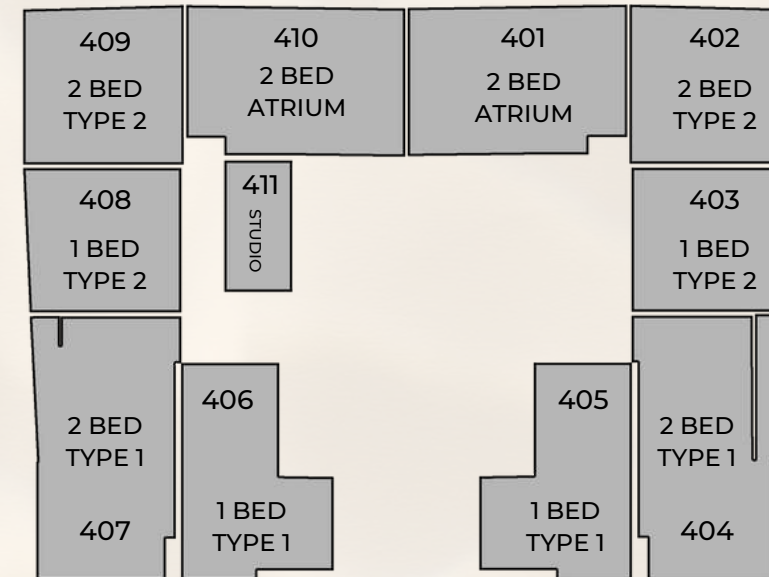 409
2 BED
TYPE 2
410
2 BED
ATRIUM
401
2 BED
ATRIUM
402
2 BED
TYPE 2
408
1 BED
TYPE 2
411
STUDIO
403
1 BED
TYPE 2
2 BED
TYPE 1
407
406
1 BED
TYPE 1
405
1 BED
TYPE 1
2 BED
TYPE 1
404